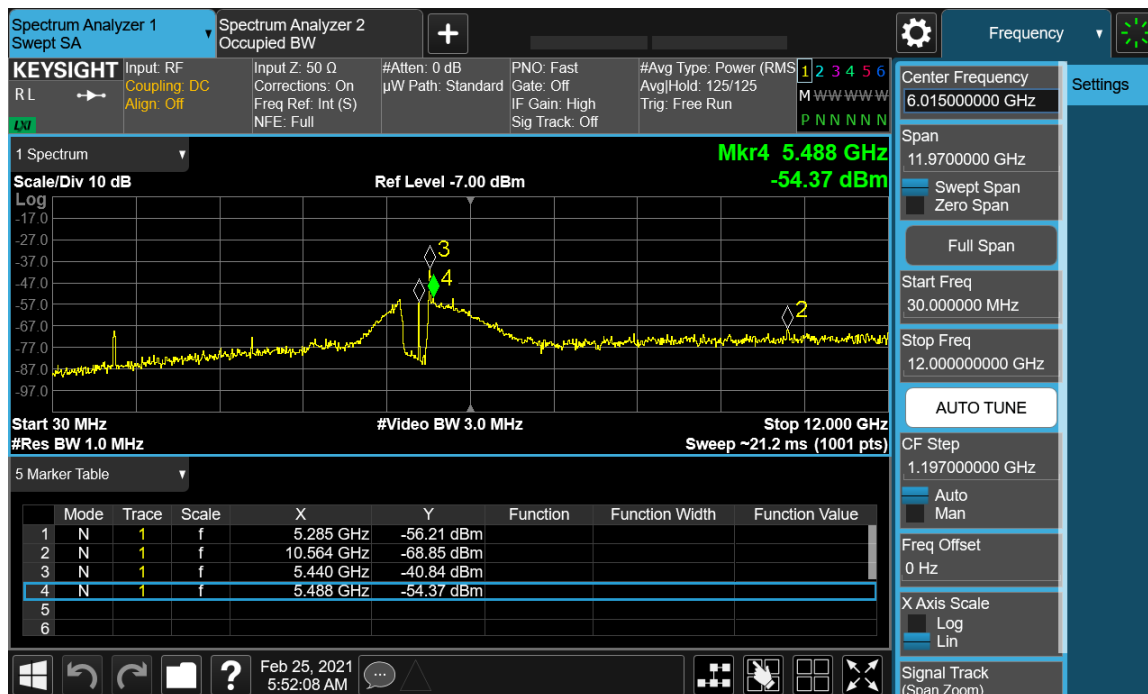 Spectrum Analyzer 1
Swept SA
Spectrum Analyzer 2
Occupied BW
+
Frequency
KEYSIGHT
RL
LXI
Input: RF
Coupling: DC
Align: Off
Input Z: 50 Ω
Corrections: On
Freq Ref: Int (S)
NFE: Full
#Atten: 0 dB
µW Path: Standard
PNO: Fast
Gate: Off
IF Gain: High
Sig Track: Off
#Avg Type: Power (RMS
Avg|Hold: 125/125
Trig: Free Run
1 2 3 4 5 6
M W W W W W
P N N N N N
1 Spectrum
Mkr4 5.488 GHz
-54.37 dBm
Scale/Div 10 dB
Ref Level -7.00 dBm
Log
-17.0
-27.0
-37.0
-47.0
-57.0
-67.0
-77.0
-87.0
-97.0
3
4
2
Start 30 MHz
#Video BW 3.0 MHz
Stop 12.000 GHz
#Res BW 1.0 MHz
Sweep ~21.2 ms (1001 pts)
5 Marker Table
Mode Trace Scale X Y Function Function Width Function Value
1 N 1 f 5.285 GHz -56.21 dBm
2 N 1 f 10.564 GHz -68.85 dBm
3 N 1 f 5.440 GHz -40.84 dBm
4 N 1 f 5.488 GHz -54.37 dBm
5
6
?
Feb 25, 2021
5:52:08 AM
Settings
Center Frequency
6.015000000 GHz
Span
11.9700000 GHz
Swept Span
Zero Span
Full Span
Start Freq
30.000000 MHz
Stop Freq
12.000000000 GHz
AUTO TUNE
CF Step
1.197000000 GHz
Auto
Man
Freq Offset
0 Hz
X Axis Scale
Log
Lin
Signal Track
(Span Zoom)